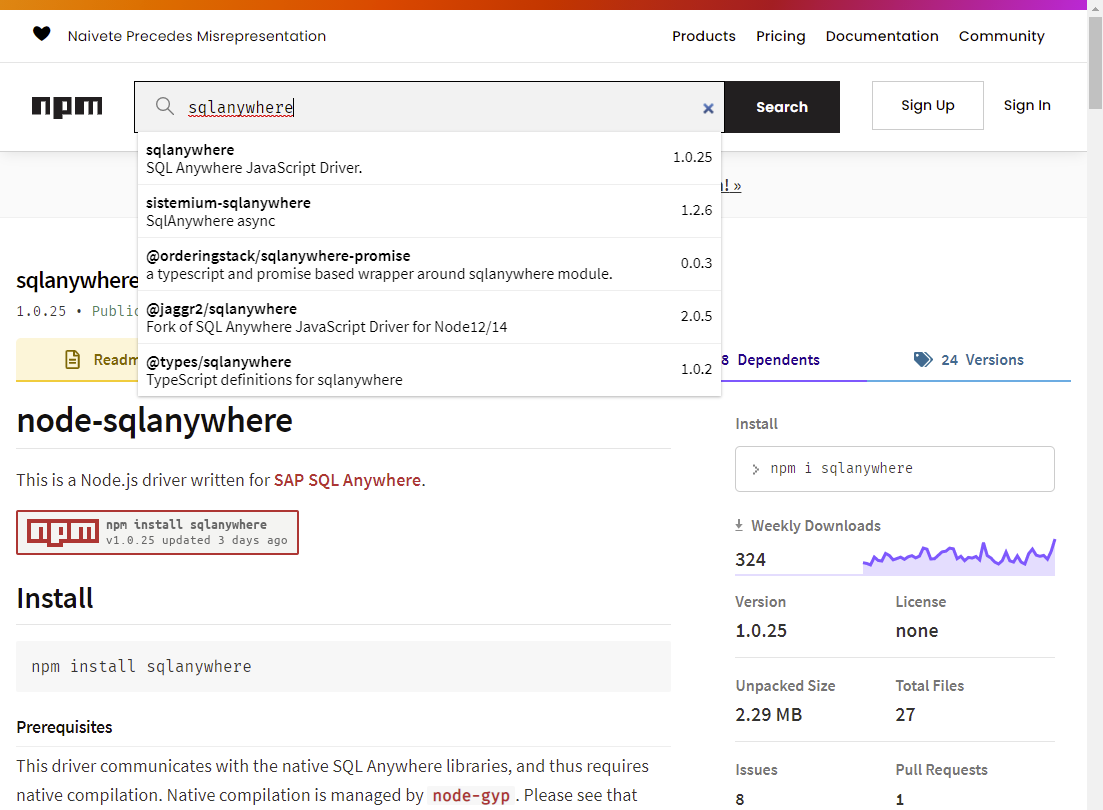 Naivete Precedes Misrepresentation
Products Pricing Documentation Community
npm
sqlanywhere
Search
Sign Up
Sign In
sqlanywhere
SQL Anywhere JavaScript Driver.
1.0.25
sistemium-sqlanywhere
SqlAnywhere async
1.2.6
@orderingstack/sqlanywhere-promise
a typescript and promise based wrapper around sqlanywhere module.
0.0.3
@jaggr2/sqlanywhere
Fork of SQL Anywhere JavaScript Driver for Node12/14
2.0.5
@types/sqlanywhere
TypeScript definitions for sqlanywhere
1.0.2
! »
sqlanywhere
1.0.25 •
8 Dependents
24 Versions
node-sqlanywhere
This is a Node.js driver written for SAP SQL Anywhere.
npm
npm install sqlanywhere
v1.0.25 updated 3 days ago
Install
npm install sqlanywhere
Prerequisites
This driver communicates with the native SQL Anywhere libraries, and thus requires
native compilation. Native compilation is managed by node-gyp . Please see that
Install
> npm i sqlanywhere
Weekly Downloads
324
Version
1.0.25
License
none
Unpacked Size
2.29 MB
Total Files
27
Issues
8
Pull Requests
1